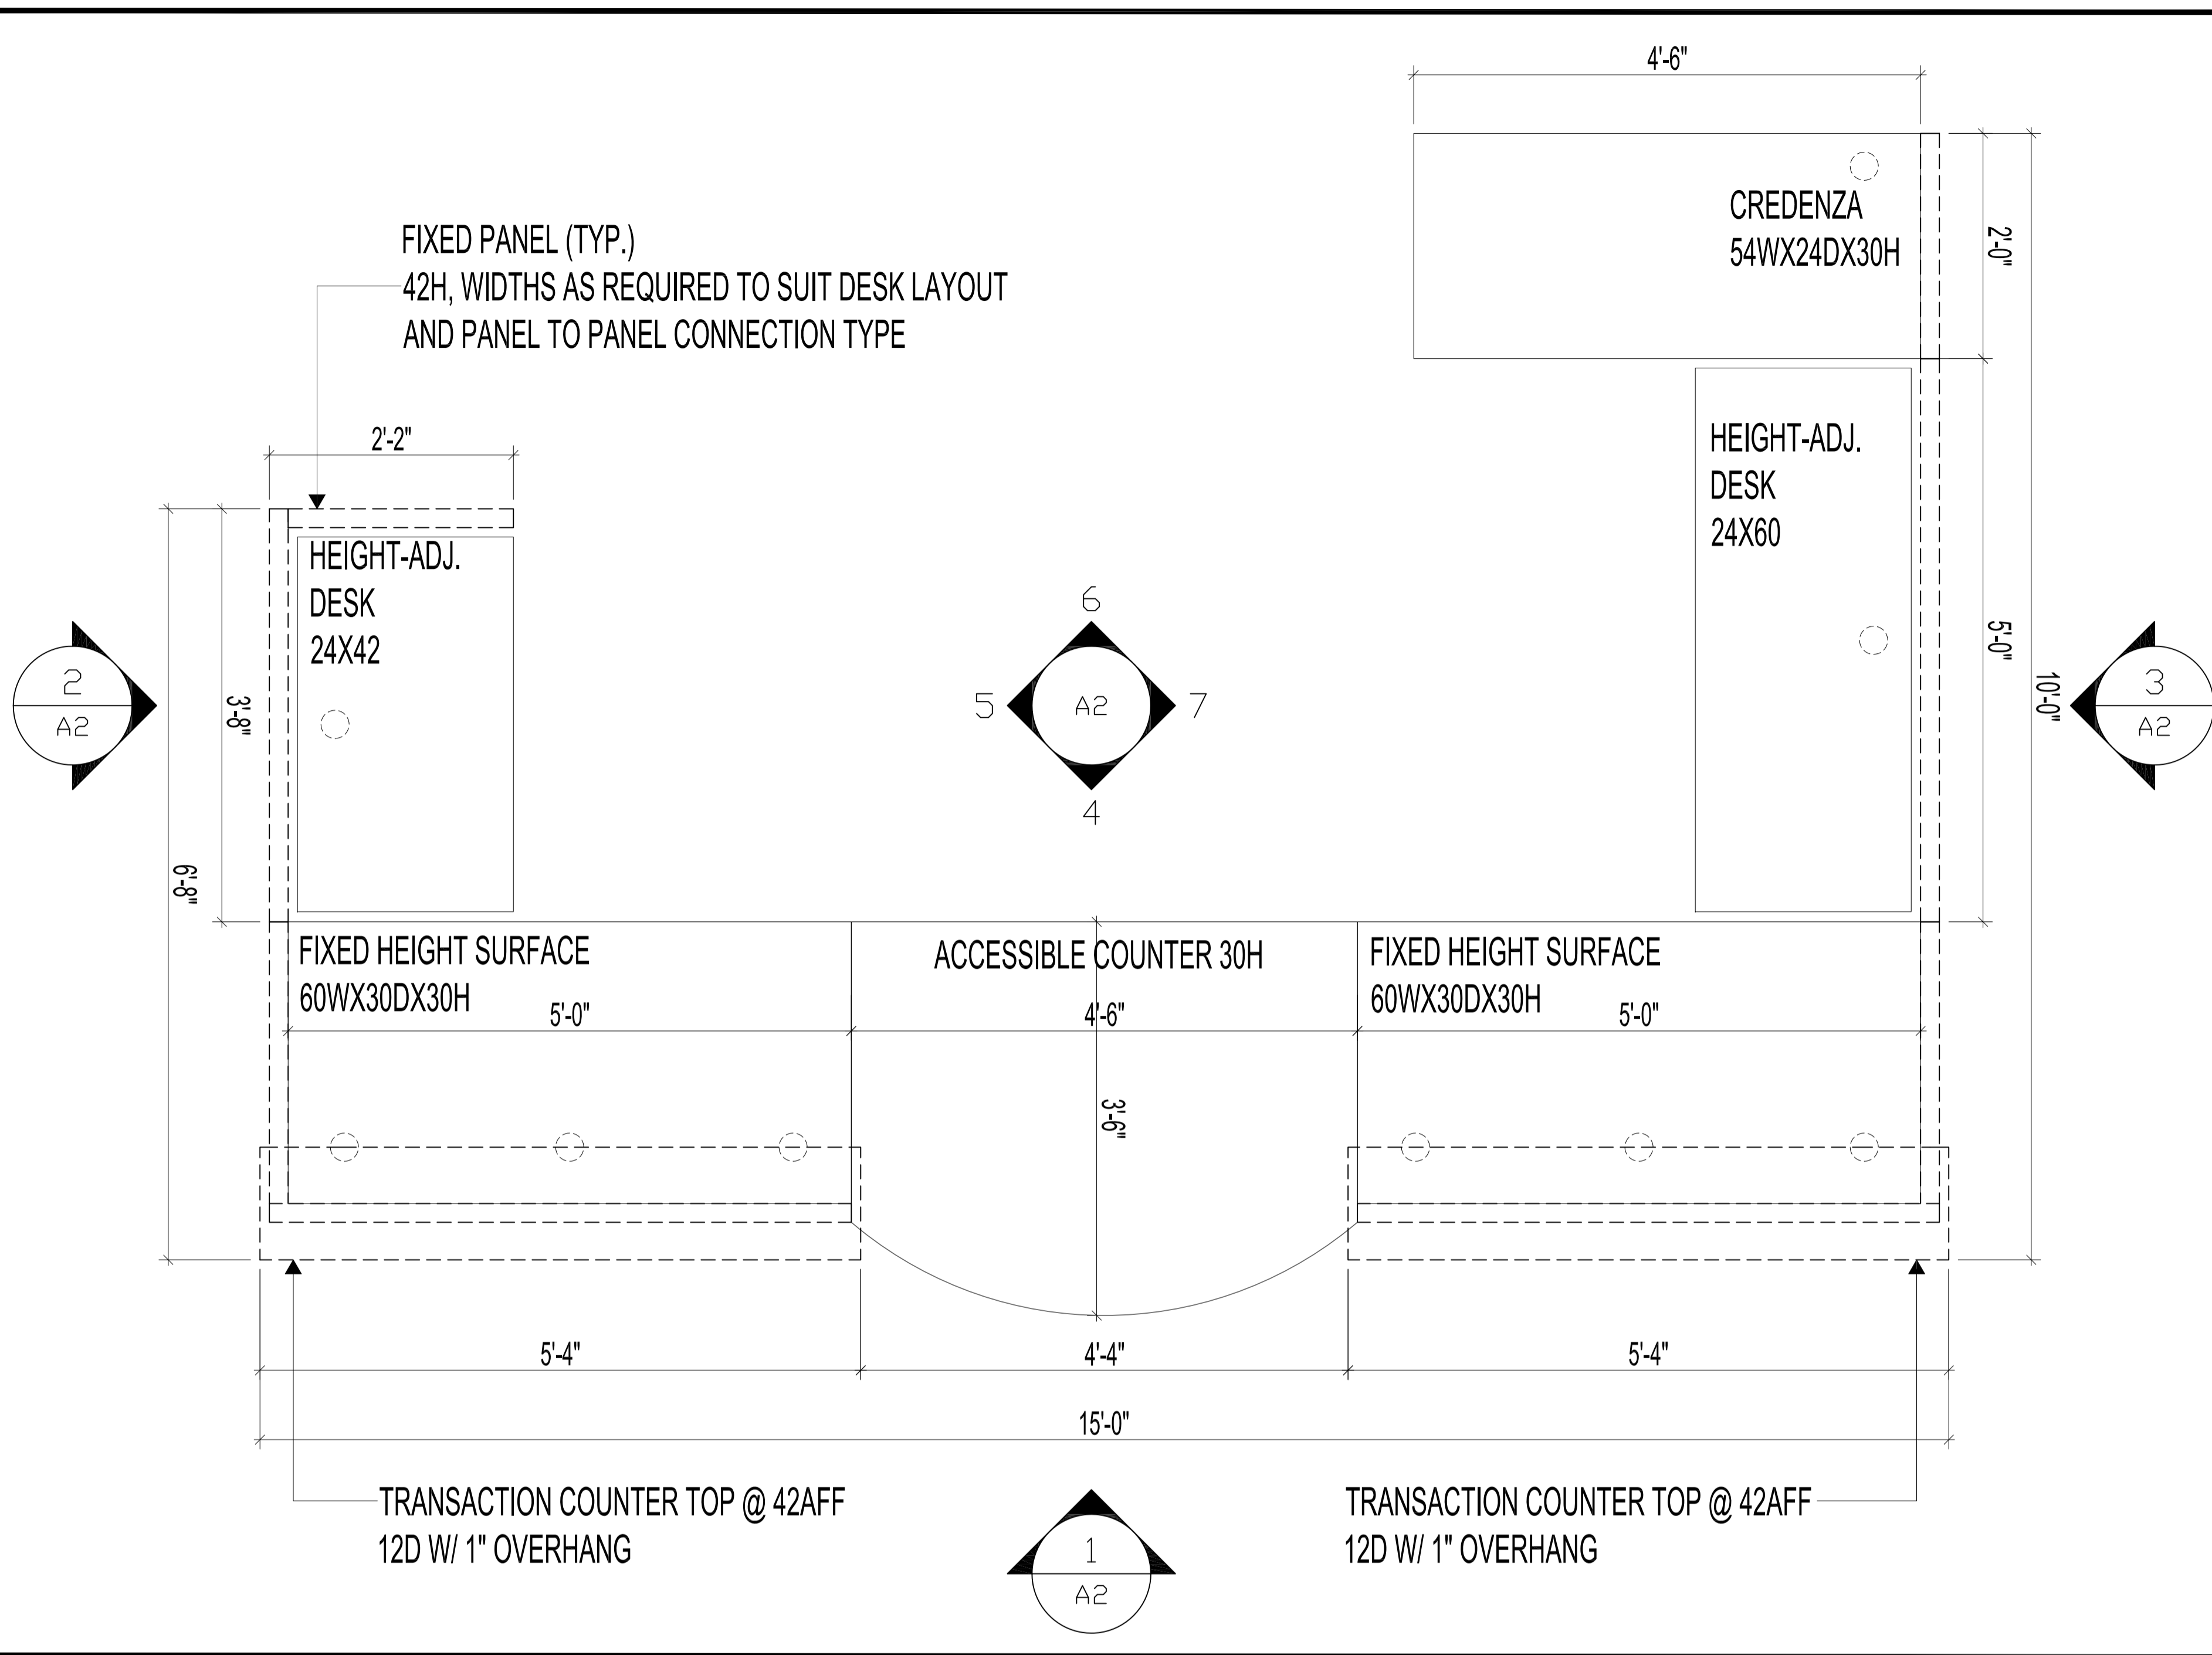 4'-6"
CREDENZA
54WX24DX30H
2'-0"
FIXED PANEL (TYP.)
42H, WIDTHS AS REQUIRED TO SUIT DESK LAYOUT
AND PANEL TO PANEL CONNECTION TYPE
2'-2"
HEIGHT-ADJ.
DESK
24X60
HEIGHT-ADJ.
DESK
24X42
6
5
A2
7
4
2
A2
3
A2
3'-8"
5'-0"
10'-0"
6'-8"
FIXED HEIGHT SURFACE
60WX30DX30H
5'-0"
ACCESSIBLE COUNTER 30H
4'-6"
FIXED HEIGHT SURFACE
60WX30DX30H
5'-0"
3'-6"
5'-4"
4'-4"
5'-4"
15'-0"
TRANSACTION COUNTER TOP @ 42AFF
12D W/ 1" OVERHANG
TRANSACTION COUNTER TOP @ 42AFF
12D W/ 1" OVERHANG
1
A2